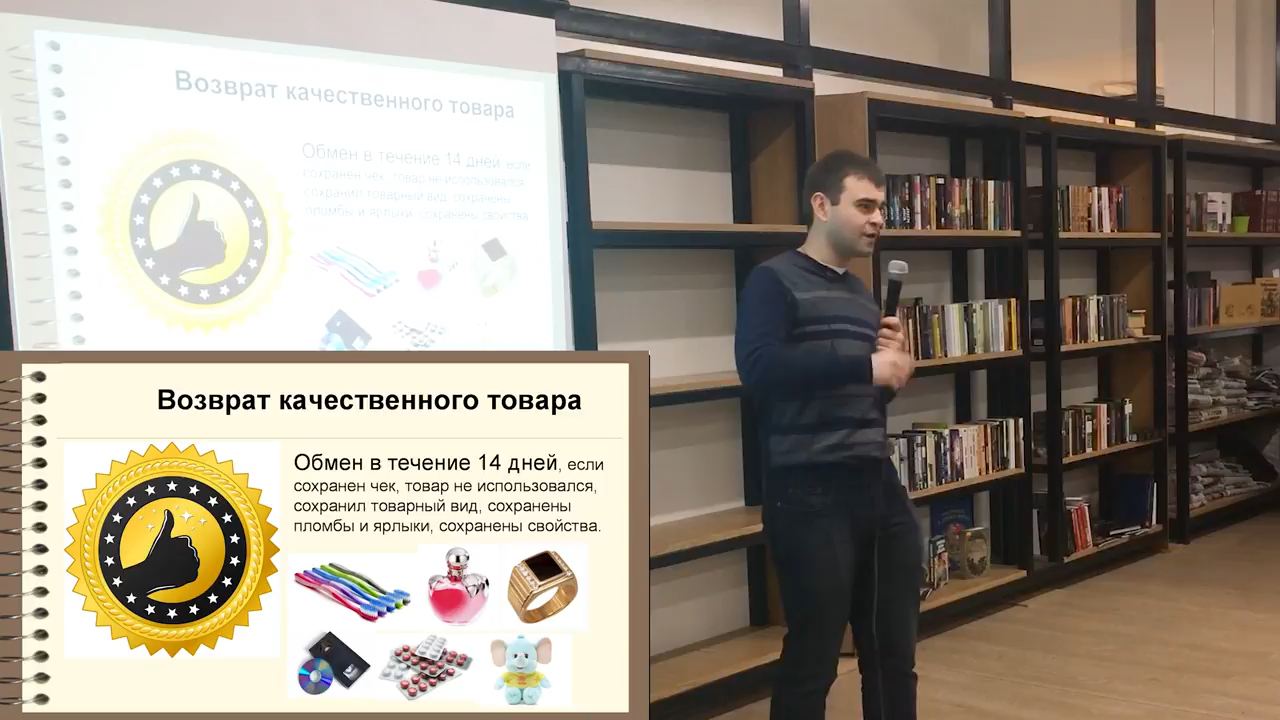 Возврат качественного товара
Обмен в течение 14 дней, если
сохранен чек, товар не использовался,
сохранил товарный вид, сохранены
пломбы и ярлыки, сохранены свойства
Возврат качественного товара
Обмен в течение 14 дней, если
сохранен чек, товар не использовался,
сохранил товарный вид, сохранены
пломбы и ярлыки, сохранены свойства.